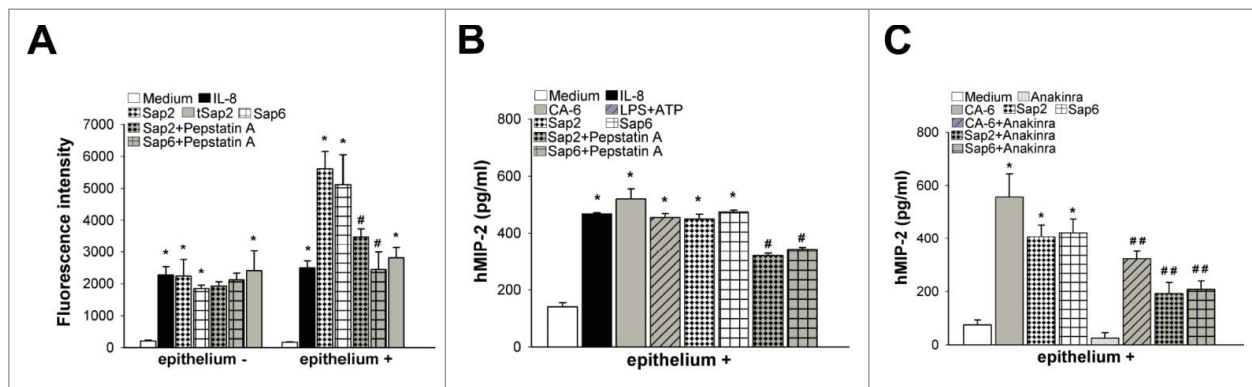 A
Medium IL-8
Sap2 tSap2 Sap6
Sap2+Pepstatin A
Sap6+Pepstatin A
Fluorescence intensity
7000
6000
5000
4000
3000
2000
1000
0
* * * *
* * * # # *
epithelium - epithelium +
B
Medium IL-8
CA-6 LPS+ATP
Sap2 Sap6
Sap2+Pepstatin A
Sap6+Pepstatin A
hMIP-2 (pg/ml)
800
600
400
200
0
* * * * * # #
epithelium +
C
Medium Anakinra
CA-6 Sap2 Sap6
CA-6+Anakinra
Sap2+Anakinra
Sap6+Anakinra
hMIP-2 (pg/ml)
800
600
400
200
0
* * * ## ## ##
epithelium +